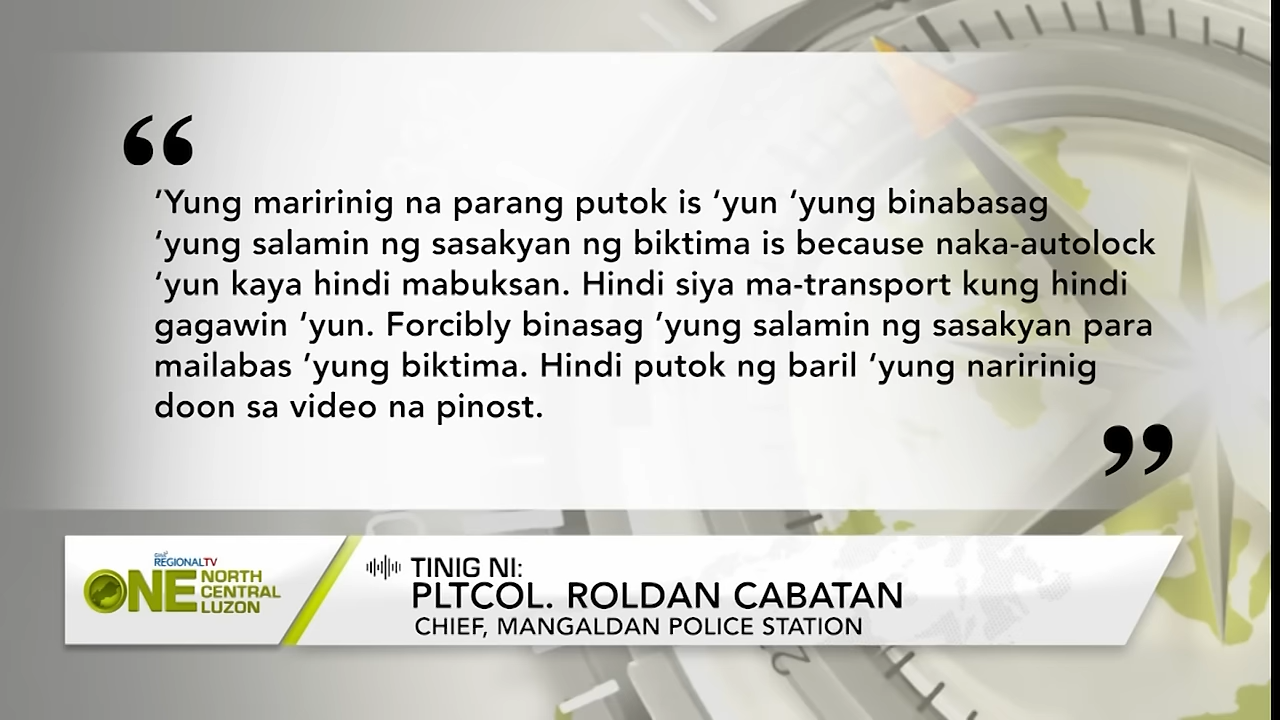 “
’Yung maririnig na parang putok is ‘yun ‘yung binabasag
‘yung salamin ng sasakyan ng biktima is because naka-autolock
‘yun kaya hindi mabuksan. Hindi siya ma-transport kung hindi
gagawin ‘yun. Forcibly binasag ’yung salamin ng sasakyan para
mailabas ’yung biktima. Hindi putok ng baril ‘yung naririnig
doon sa video na pinost.
”
GMA
REGIONALTV
ONE NORTH
CENTRAL
LUZON
TINIG NI:
PLTCOL. ROLDAN CABATAN
CHIEF, MANGALDAN POLICE STATION